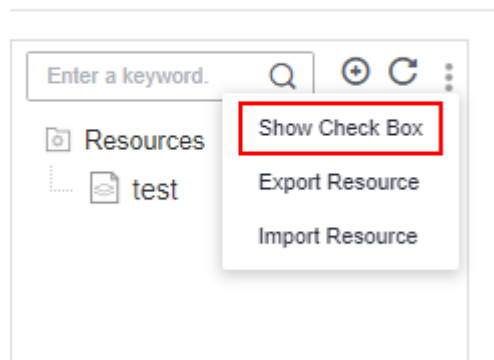 Enter a keyword.
Resources
test
Show Check Box
Export Resource
Import Resource